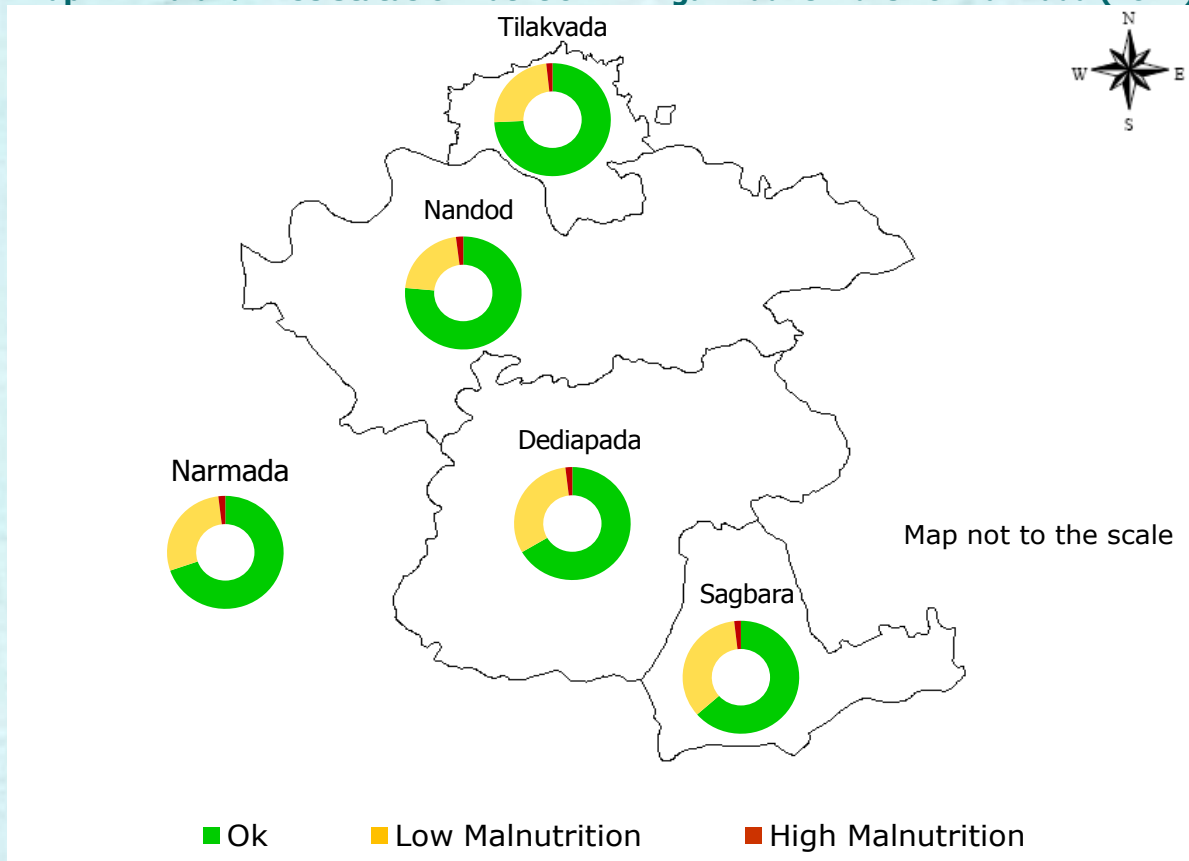 Tilakvada
N
W E
S
Nandod
Dediapada
Narmada
Map not to the scale
Sagbara
Ok Low Malnutrition High Malnutrition